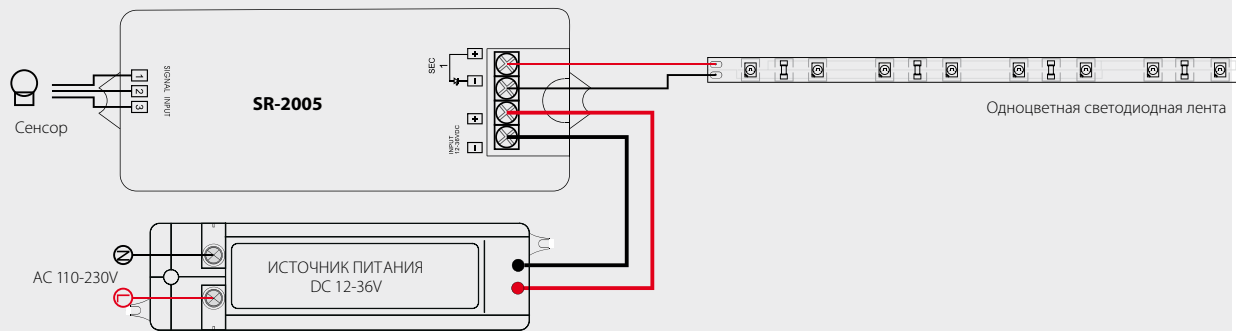 1
2
3
SIGNAL INPUT
Сенсор
SR-2005
SEC
1
+
-
+
-
INPUT
12-36VDC
Одноцветная светодиодная лента
N
AC 110-230V
L
ИСТОЧНИК ПИТАНИЯ
DC 12-36V